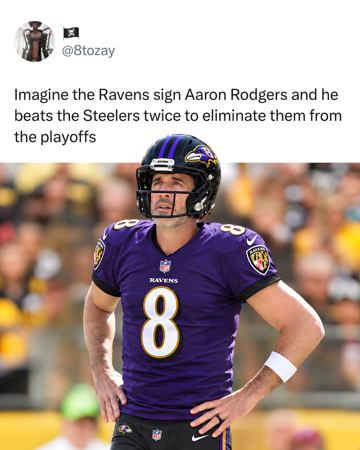 @8tozay
Imagine the Ravens sign Aaron Rodgers and he
beats the Steelers twice to eliminate them from
the playoffs
8
8
RAVENS
8